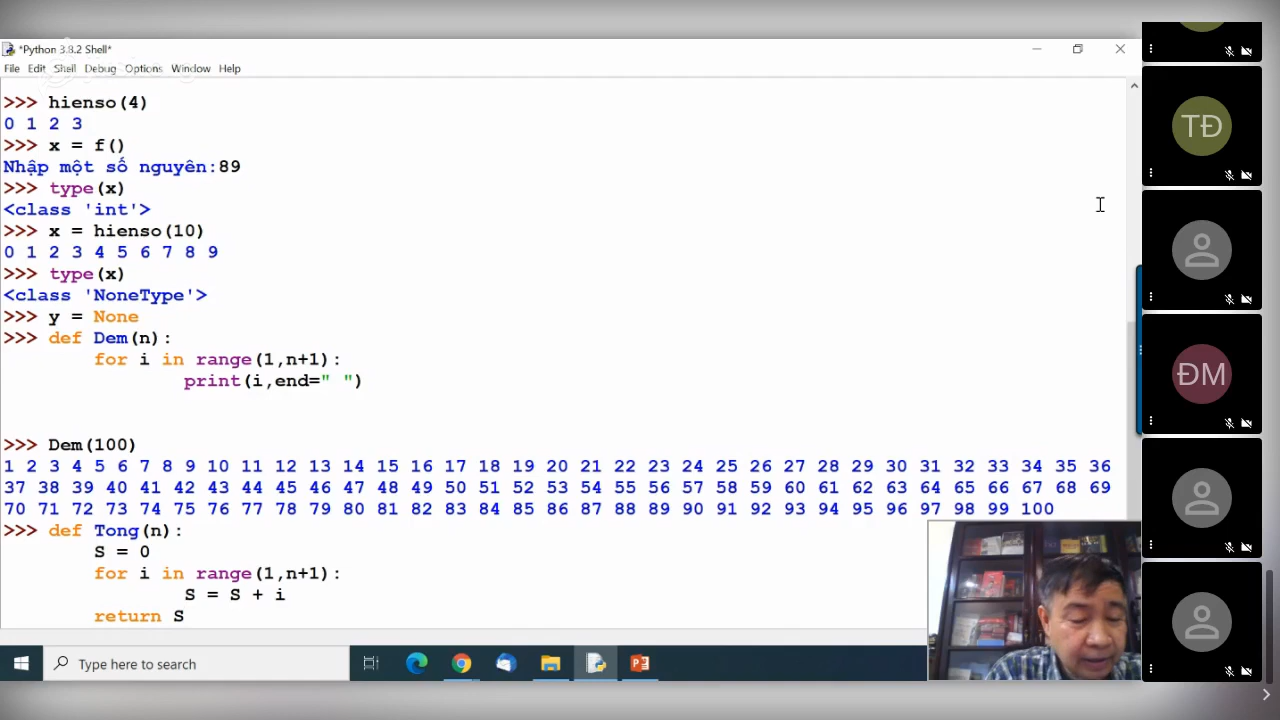 *Python 3.8.2 Shell*
File Edit Shell Debug Options Window Help
>>> hienso(4)
0 1 2 3
>>> x = f()
Nhập một số nguyên:89
>>> type(x)
<class 'int'>
>>> x = hienso(10)
0 1 2 3 4 5 6 7 8 9
>>> type(x)
<class 'NoneType'>
>>> y = None
>>> def Dem(n):
for i in range(1,n+1):
print(i,end=" ")
>>> Dem(100)
1 2 3 4 5 6 7 8 9 10 11 12 13 14 15 16 17 18 19 20 21 22 23 24 25 26 27 28 29 30 31 32 33 34 35 36
37 38 39 40 41 42 43 44 45 46 47 48 49 50 51 52 53 54 55 56 57 58 59 60 61 62 63 64 65 66 67 68 69
70 71 72 73 74 75 76 77 78 79 80 81 82 83 84 85 86 87 88 89 90 91 92 93 94 95 96 97 98 99 100
>>> def Tong(n):
S = 0
for i in range(1,n+1):
S = S + i
return S
Type here to search
TĐ
ĐM